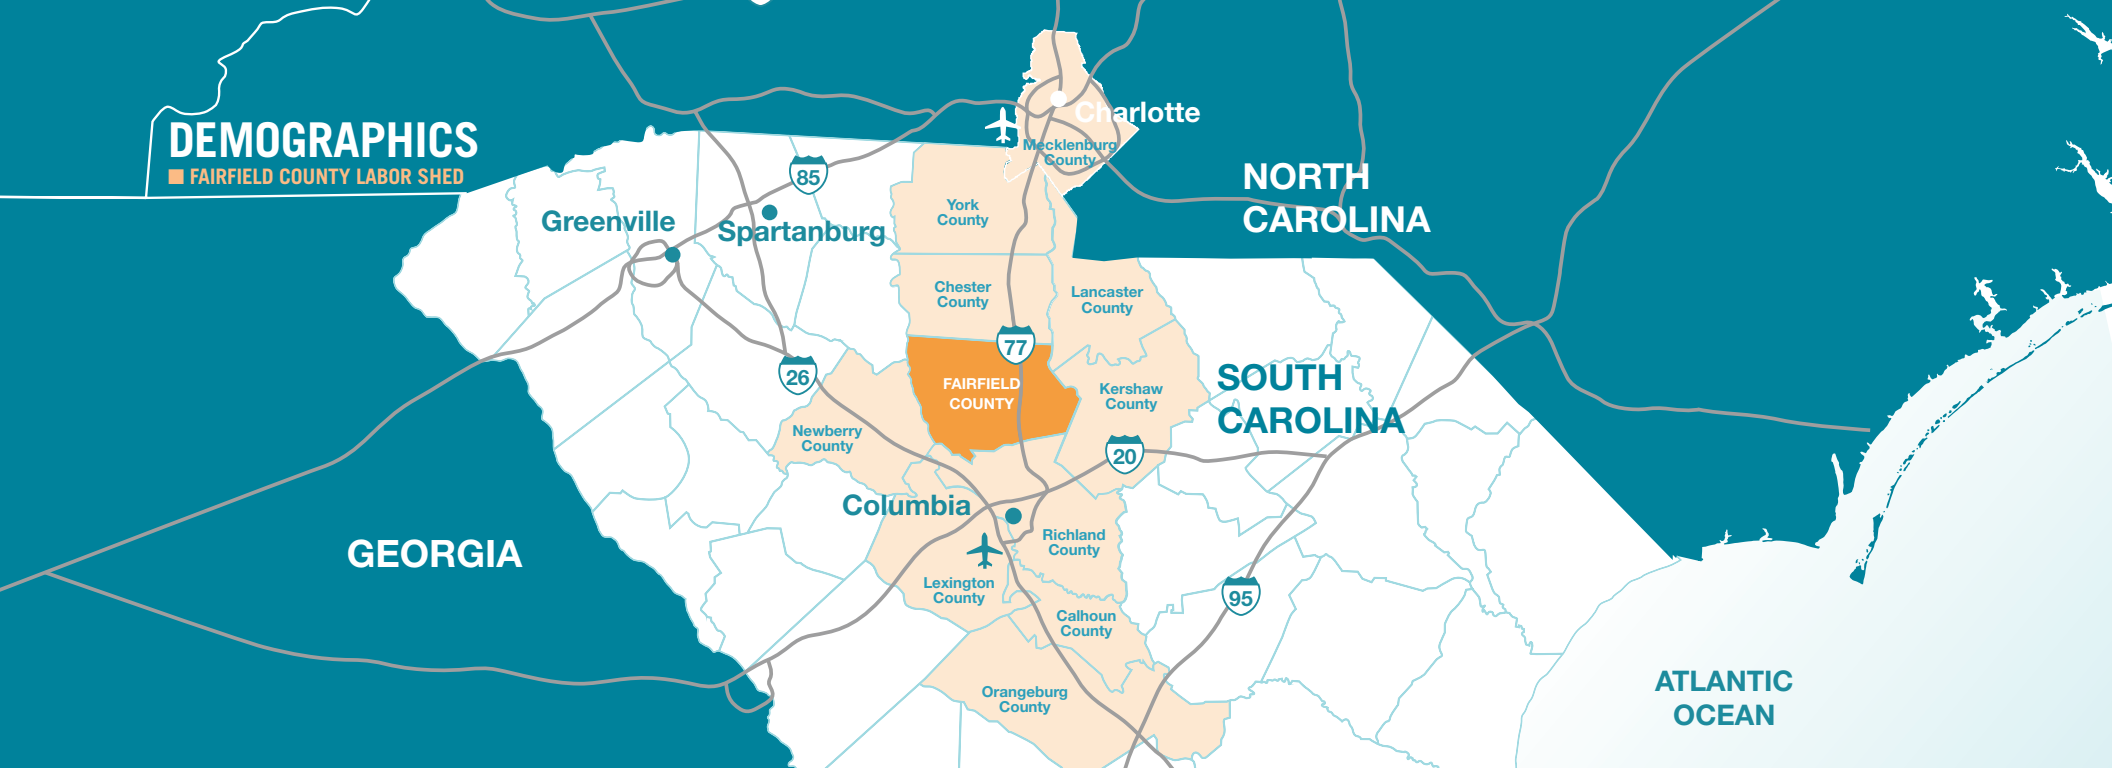 DEMOGRAPHICS
FAIRFIELD COUNTY LABOR SHED
Charlotte
Mecklenburg
County
NORTH
CAROLINA
85
Greenville
Spartanburg
York
County
Chester
County
Lancaster
County
77
26
FAIRFIELD
COUNTY
Kershaw
County
SOUTH
CAROLINA
Newberry
County
20
Columbia
Richland
County
GEORGIA
Lexington
County
95
Calhoun
County
Orangeburg
County
ATLANTIC
OCEAN